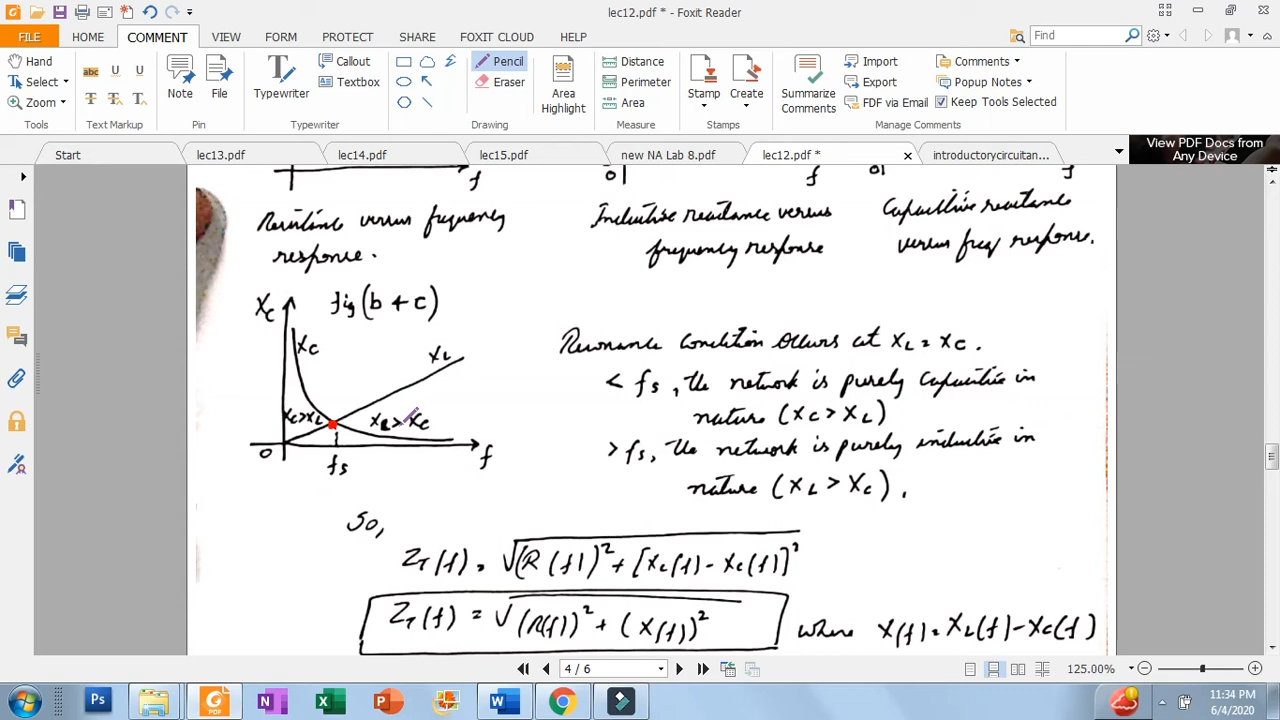 lec12.pdf * - Foxit Reader
FILE HOME COMMENT VIEW FORM PROTECT SHARE FOXIT CLOUD HELP
Find
Hand
Select
Zoom
Tools
Text Markup
Note
File
Pin
Typewriter
Callout
Textbox
Typewriter
Pencil
Eraser
Drawing
Area Highlight
Distance
Perimeter
Area
Measure
Stamp
Create
Stamps
Summarize Comments
Import
Export
FDF via Email
Comments
Popup Notes
Keep Tools Selected
Manage Comments
Start lec13.pdf lec14.pdf lec15.pdf new NA Lab 8.pdf lec12.pdf * introductorycircuitan...
View PDF Docs from Any Device
f 0 f 0 f
Resistance versus frequency
response.
Inductive reactance versus
frequency response
Capacitive reactance
versus freq response.
Xc fig (b + c)
Xc
XL
Xc>XL XL>Xc
0 fs f
Resonance Condition Occurs at XL = XC.
< fs, the network is purely Capacitive in
nature (XC > XL)
> fs, the network is purely inductive in
nature (XL > XC).
So,
ZT(f) = √(R(f))² + [XL(f) - XC(f)]²
ZT(f) = √(R(f))² + (X(f))² where X(f) = XL(f) - XC(f)
4 / 6
125.00%
11:34 PM
6/4/2020